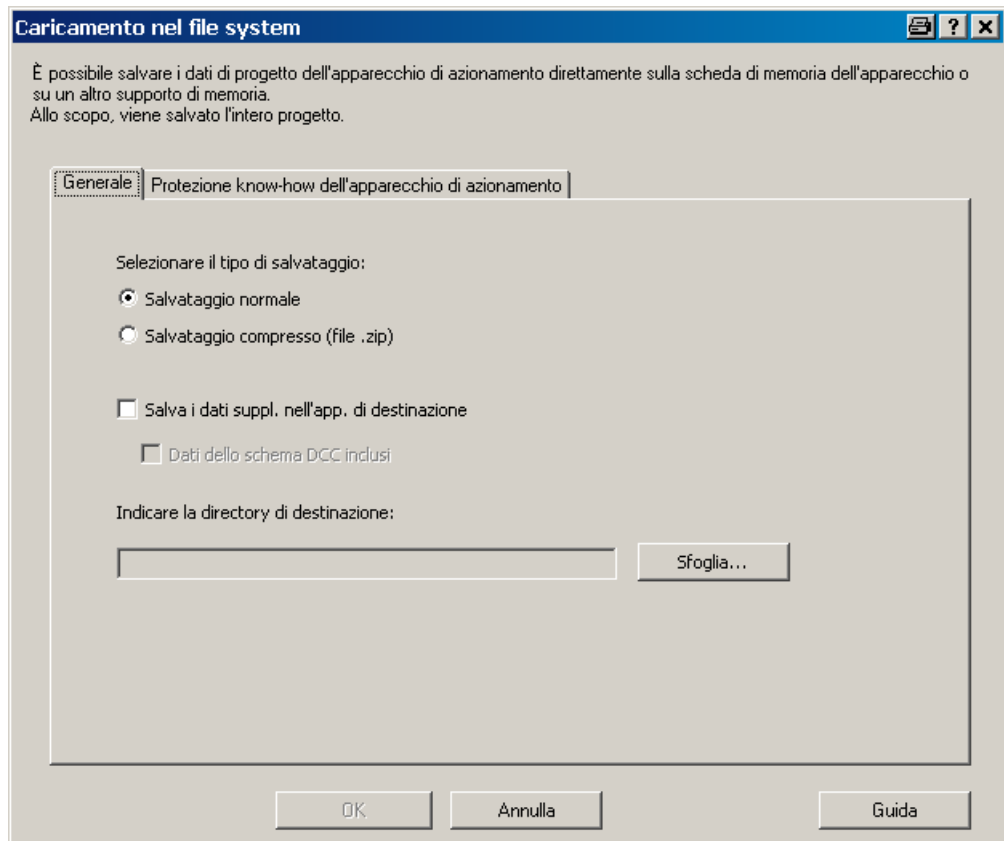 Caricamento nel file system
È possibile salvare i dati di progetto dell'apparecchio di azionamento direttamente sulla scheda di memoria dell'apparecchio o
su un altro supporto di memoria.
Allo scopo, viene salvato l'intero progetto.
Generale
Protezione know-how dell'apparecchio di azionamento
Selezionare il tipo di salvataggio:
Salvataggio normale
Salvataggio compresso (file .zip)
Salva i dati suppl. nell'app. di destinazione
Dati dello schema DCC inclusi
Indicare la directory di destinazione:
Sfoglia...
OK
Annulla
Guida